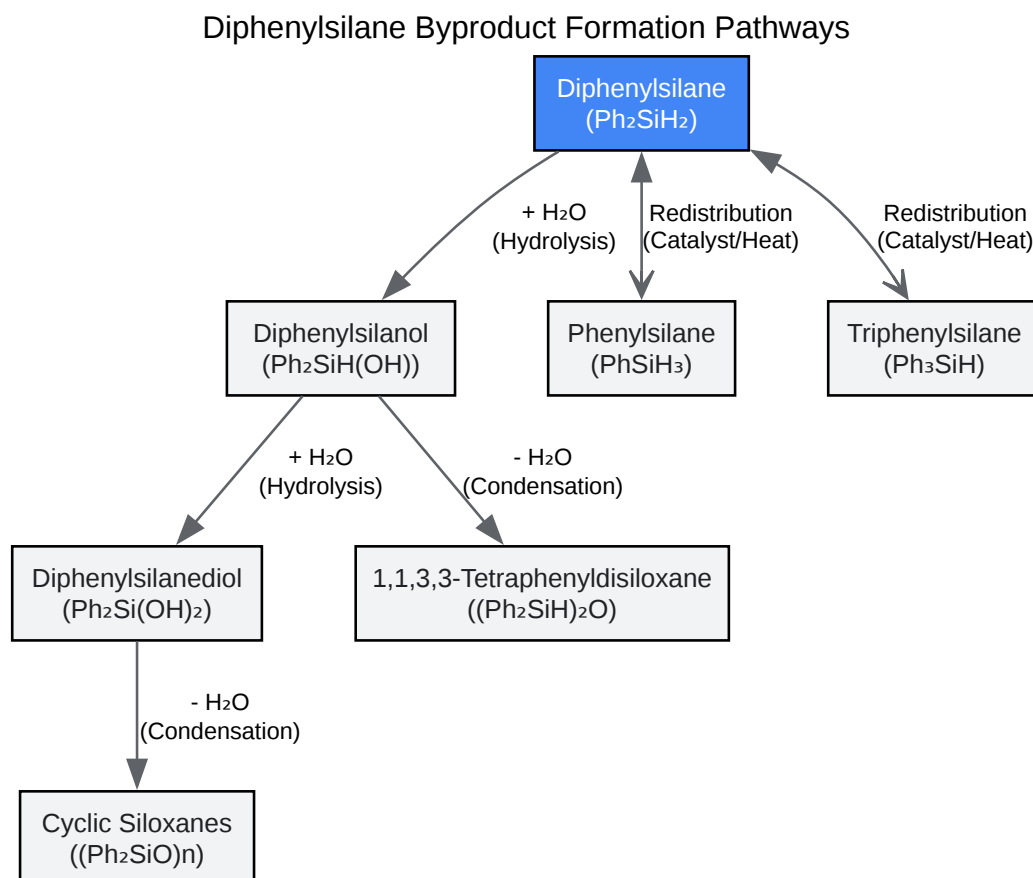 Diphenylsilane Byproduct Formation Pathways
Diphenylsilane
(Ph₂SiH₂)
+ H₂O
(Hydrolysis)
Redistribution
(Catalyst/Heat)
Redistribution
(Catalyst/Heat)
Diphenylsilanol
(Ph₂SiH(OH))
Phenylsilane
(PhSiH₃)
Triphenylsilane
(Ph₃SiH)
+ H₂O
(Hydrolysis)
- H₂O
(Condensation)
Diphenylsilanediol
(Ph₂Si(OH)₂)
1,1,3,3-Tetraphenyldisiloxane
((Ph₂SiH)₂O)
- H₂O
(Condensation)
Cyclic Siloxanes
((Ph₂SiO)n)